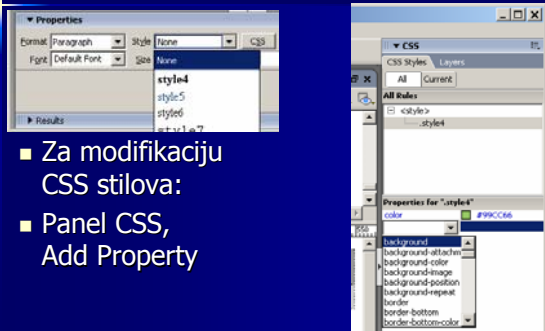 Properties
Format Paragraph Style None CSS
Font Default Font Size None
style4
style5
style6
style7
Results
Za modifikaciju
CSS stilova:
Panel CSS,
Add Property
CSS
CSS Styles Layers
All Current
All Rules
<style>
.style4
Properties for ".style4"
color #99CC66
background
background-attachm
background-color
background-image
background-position
background-repeat
border
border-bottom
border-bottom-color